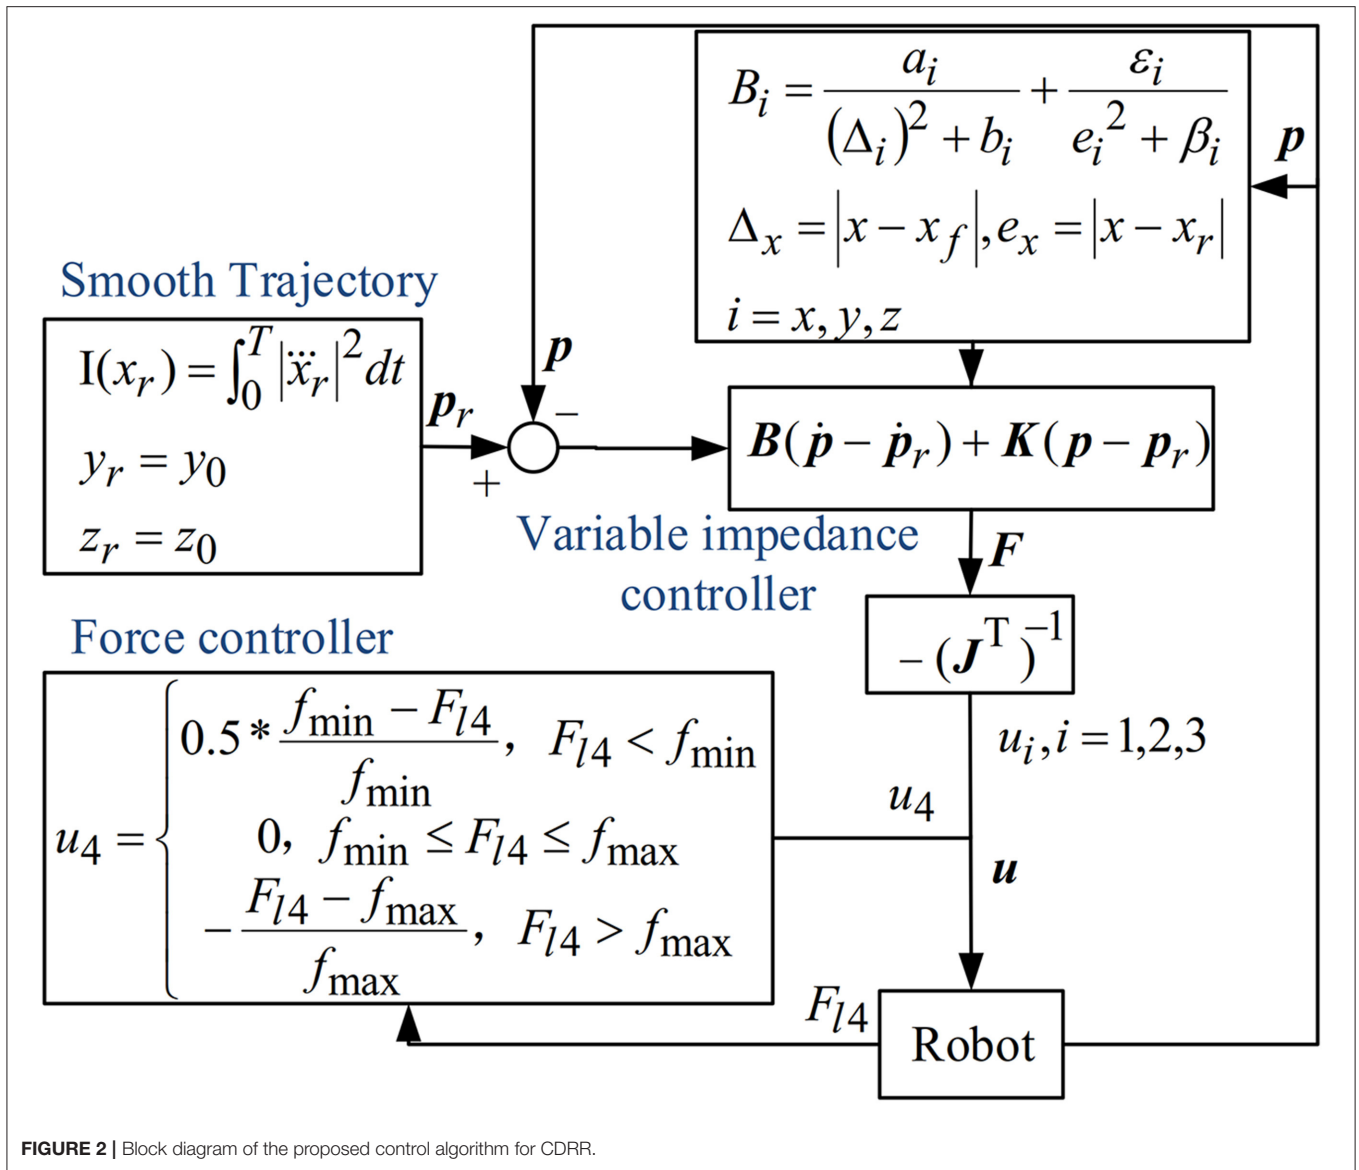 B_i = a_i / ((Δ_i)^2 + b_i) + ε_i / (e_i^2 + β_i)
p
Δ_x = |x − x_f|, e_x = |x − x_r|
i = x, y, z
Smooth Trajectory
I(x_r) = ∫_0^T |x⃛_r|^2 dt
y_r = y_0
z_r = z_0
p_r
+
p
−
B(ṗ − ṗ_r) + K(p − p_r)
Variable impedance
controller
F
−(J^T)^−1
u_i, i = 1,2,3
Force controller
u_4 = {
0.5 * (f_min − F_l4) / f_min, F_l4 < f_min
0, f_min ≤ F_l4 ≤ f_max
−(F_l4 − f_max) / f_max, F_l4 > f_max
u_4
u
F_l4
Robot
FIGURE 2 | Block diagram of the proposed control algorithm for CDRR.